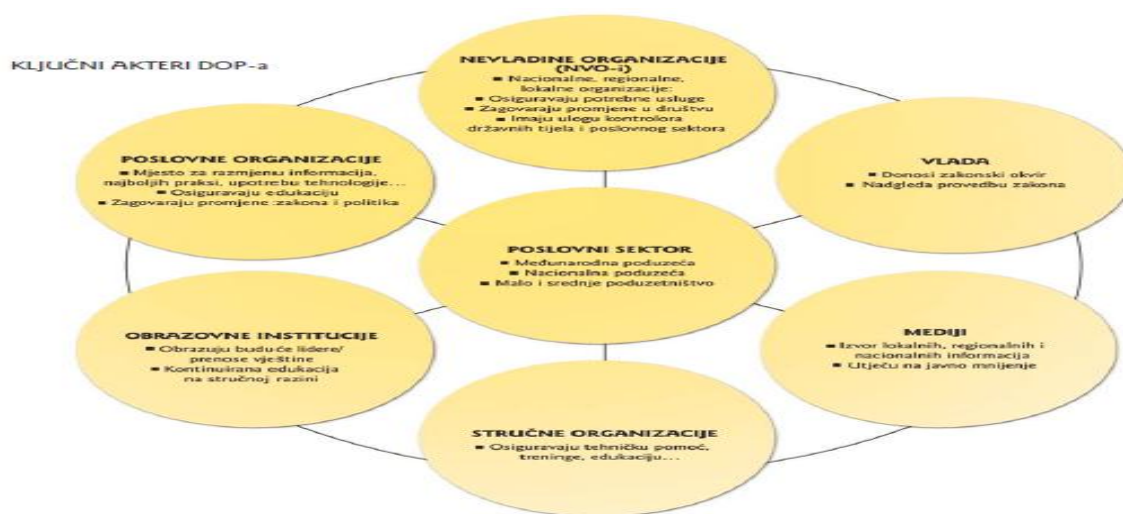 KLJUČNI AKTERI DOP-a
NEVLADINE ORGANIZACIJE
(NVO-i)
▪ Nacionalne, regionalne,
lokalne organizacije:
▪ Osiguravaju potrebne usluge
▪ Zagovaraju promjene u društvu
▪ Imaju ulogu kontrolora
državnih tijela i poslovnog sektora
POSLOVNE ORGANIZACIJE
▪ Mjesto za razmjenu informacija,
najboljih praksi, upotrebu tehnologije...
▪ Osiguravaju edukaciju
▪ Zagovaraju promjene zakona i politika
VLADA
▪ Donosi zakonski okvir
▪ Nadgleda provedbu zakona
POSLOVNI SEKTOR
▪ Međunarodna poduzeća
▪ Nacionalna poduzeća
▪ Malo i srednje poduzetništvo
OBRAZOVNE INSTITUCIJE
▪ Obrazuju buduće lidere/
prenose vještine
▪ Kontinuirana edukacija
na stručnoj razini
MEDIJI
▪ Izvor lokalnih, regionalnih i
nacionalnih informacija
▪ Utječu na javno mnijenje
STRUČNE ORGANIZACIJE
▪ Osiguravaju tehničku pomoć,
treninge, edukaciju...